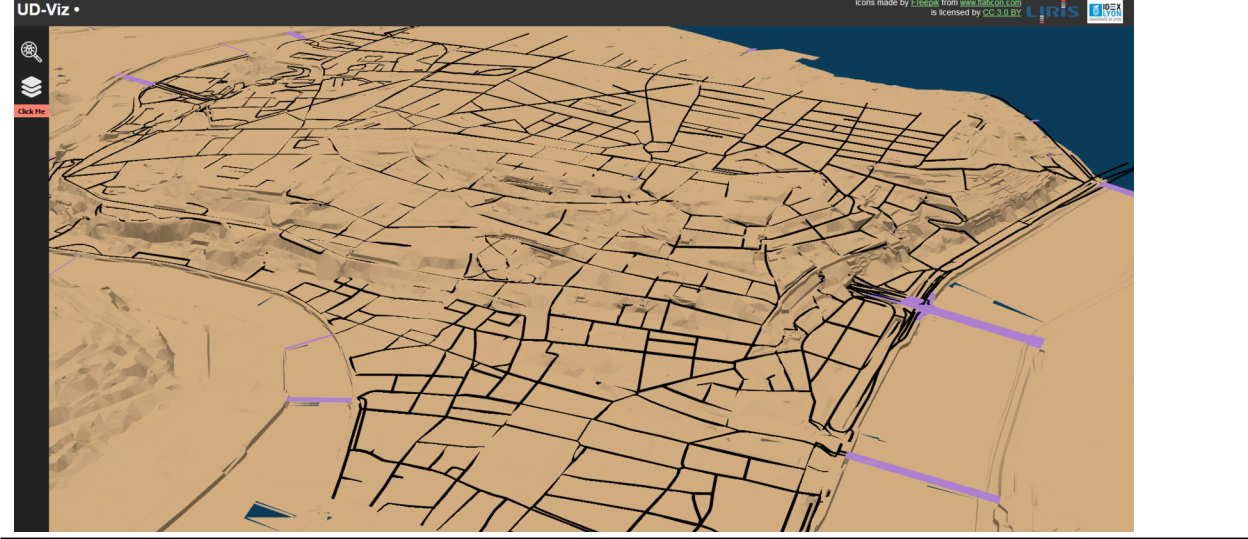 UD-Viz •
Icons made by Freepik from www.flaticon.com
is licensed by CC 3.0 BY
LIRIS
IDEX
LYON
Click Me